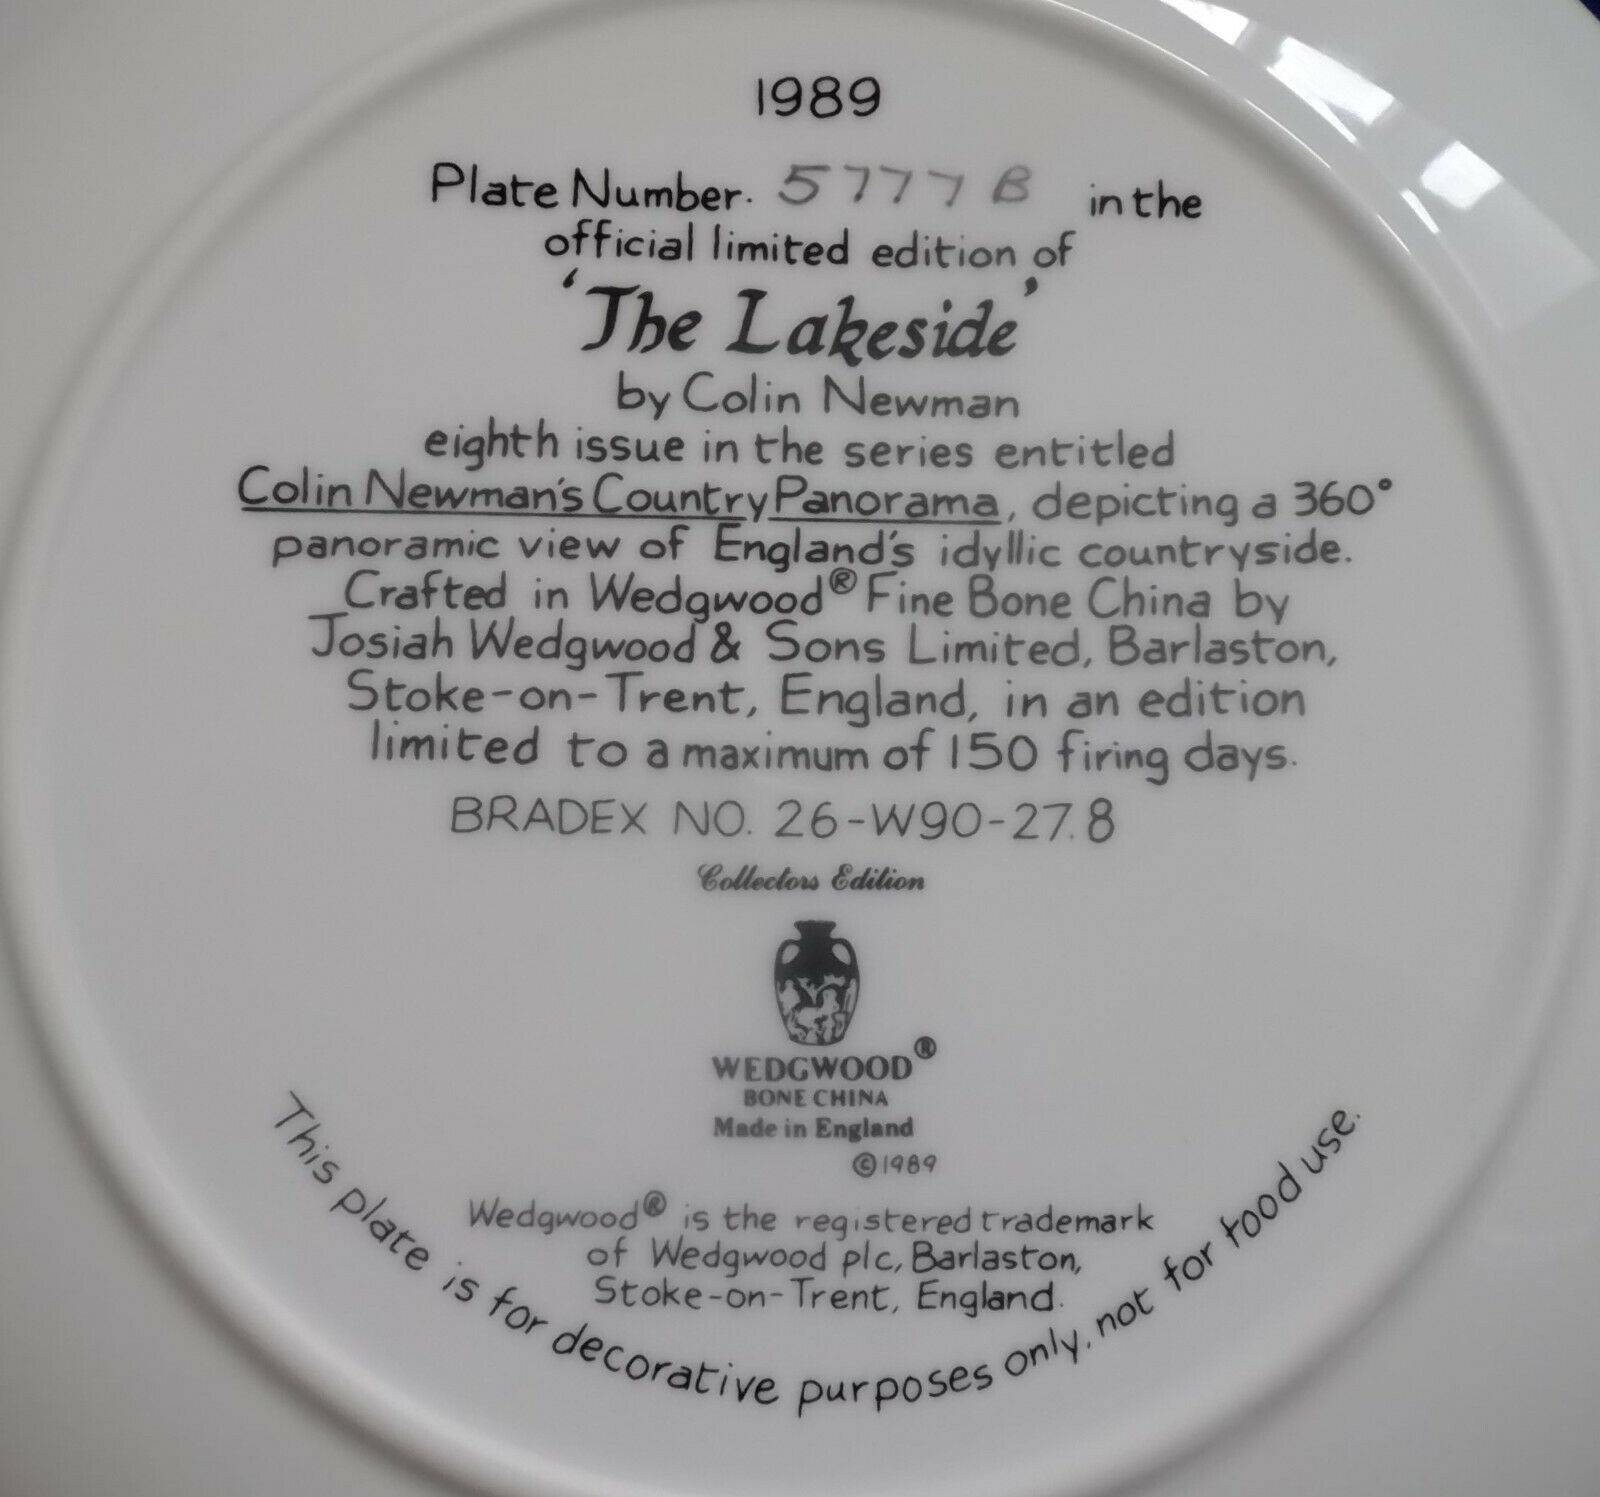 1989
Plate Number. 5777 B in the
official limited edition of
'The Lakeside'
by Colin Newman
eighth issue in the series entitled
Colin Newman's Country Panorama, depicting a 360°
panoramic view of England's idyllic countryside.
Crafted in Wedgwood® Fine Bone China by
Josiah Wedgwood & Sons Limited, Barlaston,
Stoke-on-Trent, England, in an edition
limited to a maximum of 150 firing days.
BRADEX NO. 26-W90-27.8
Collectors Edition
WEDGWOOD®
BONE CHINA
Made in England
©1989
Wedgwood® is the registered trademark
of Wedgwood plc, Barlaston,
Stoke-on-Trent, England.
This plate is for decorative purposes only, not for food use.